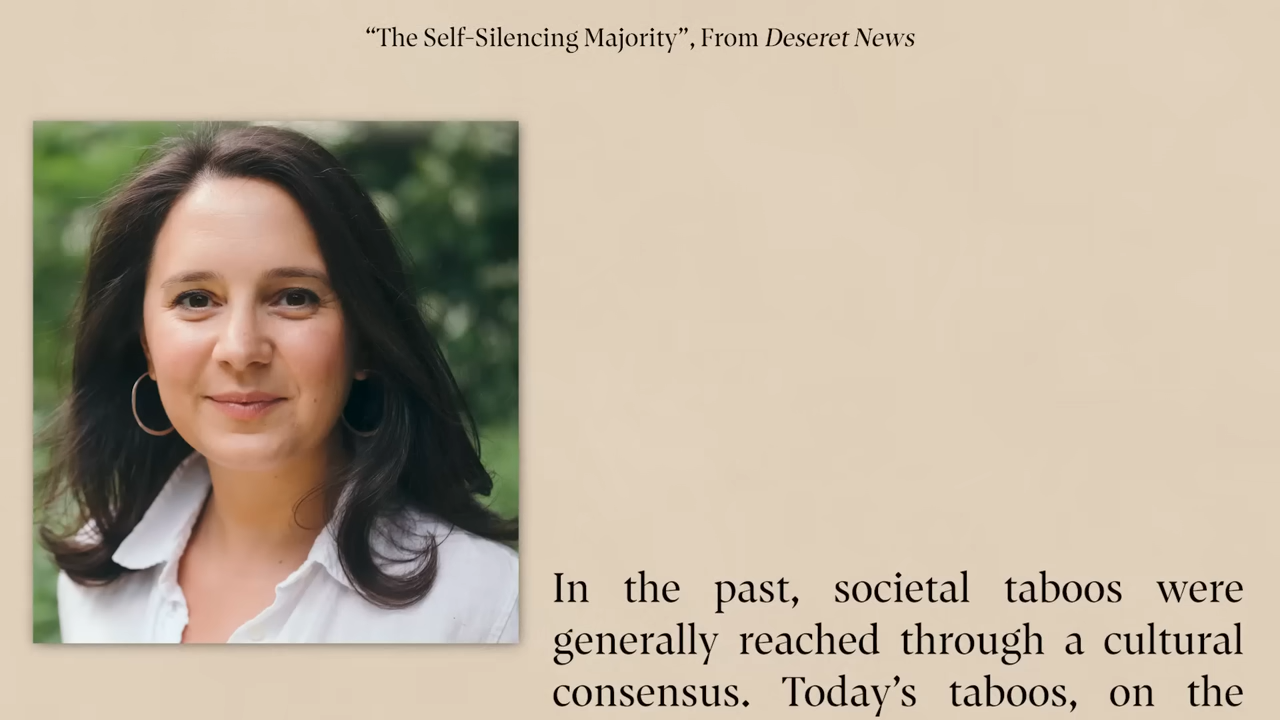 “The Self-Silencing Majority”, From Deseret News
In the past, societal taboos were
generally reached through a cultural
consensus. Today’s taboos, on the